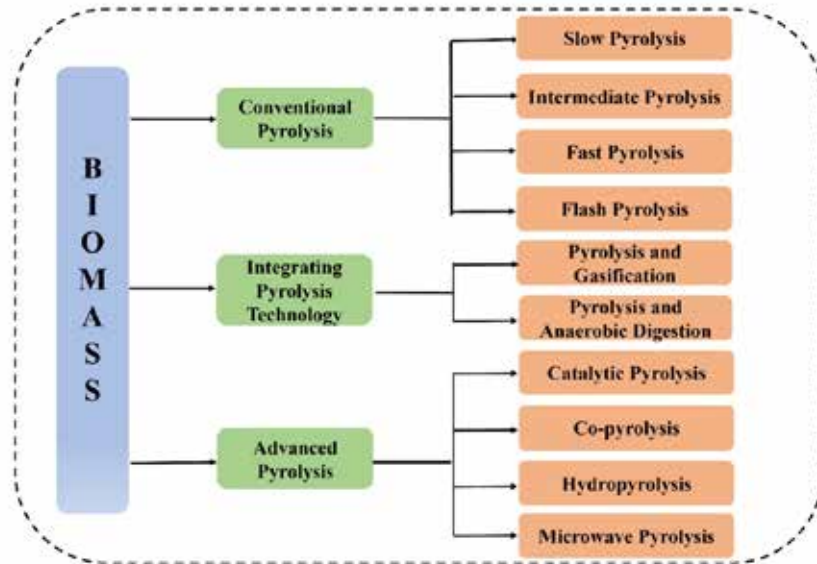 BIOMASS
Conventional
Pyrolysis
Slow Pyrolysis
Intermediate Pyrolysis
Fast Pyrolysis
Flash Pyrolysis
Integrating
Pyrolysis
Technology
Pyrolysis and
Gasification
Pyrolysis and
Anaerobic Digestion
Advanced
Pyrolysis
Catalytic Pyrolysis
Co-pyrolysis
Hydropyrolysis
Microwave Pyrolysis